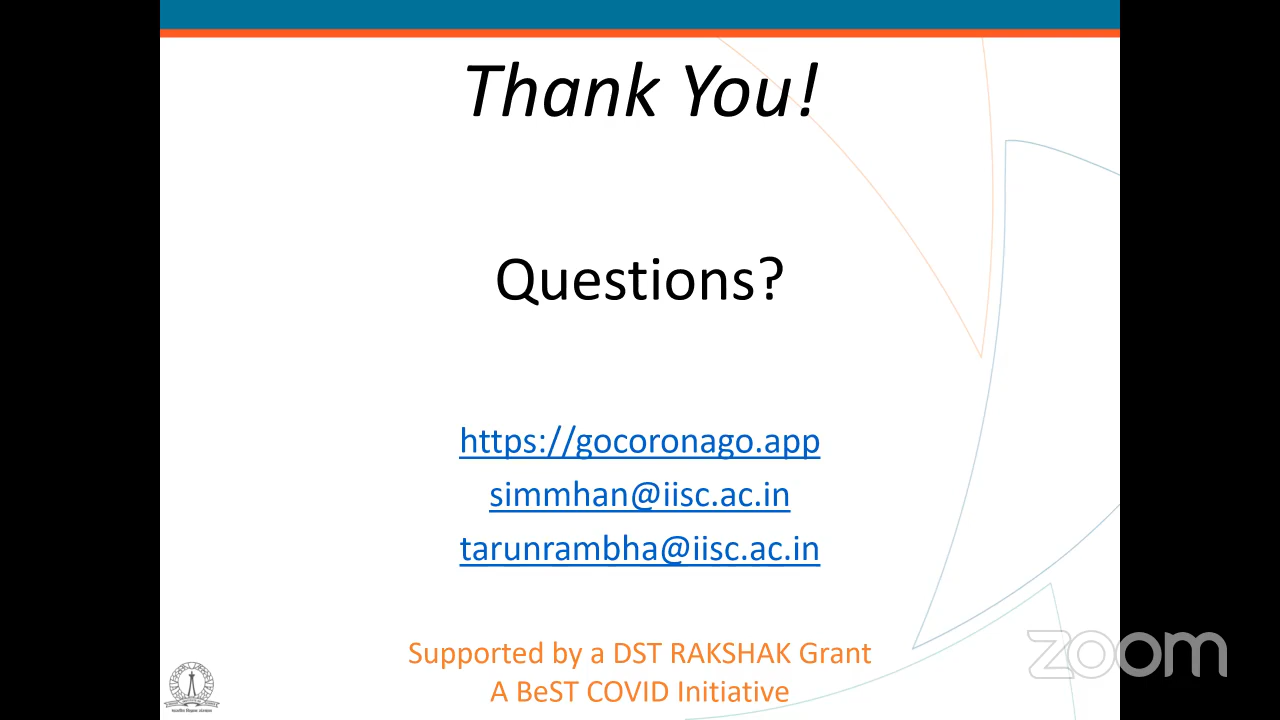 Thank You!
Questions?
https://gocoronago.app
simmhan@iisc.ac.in
tarunrambha@iisc.ac.in
Supported by a DST RAKSHAK Grant
A BeST COVID Initiative
zoom